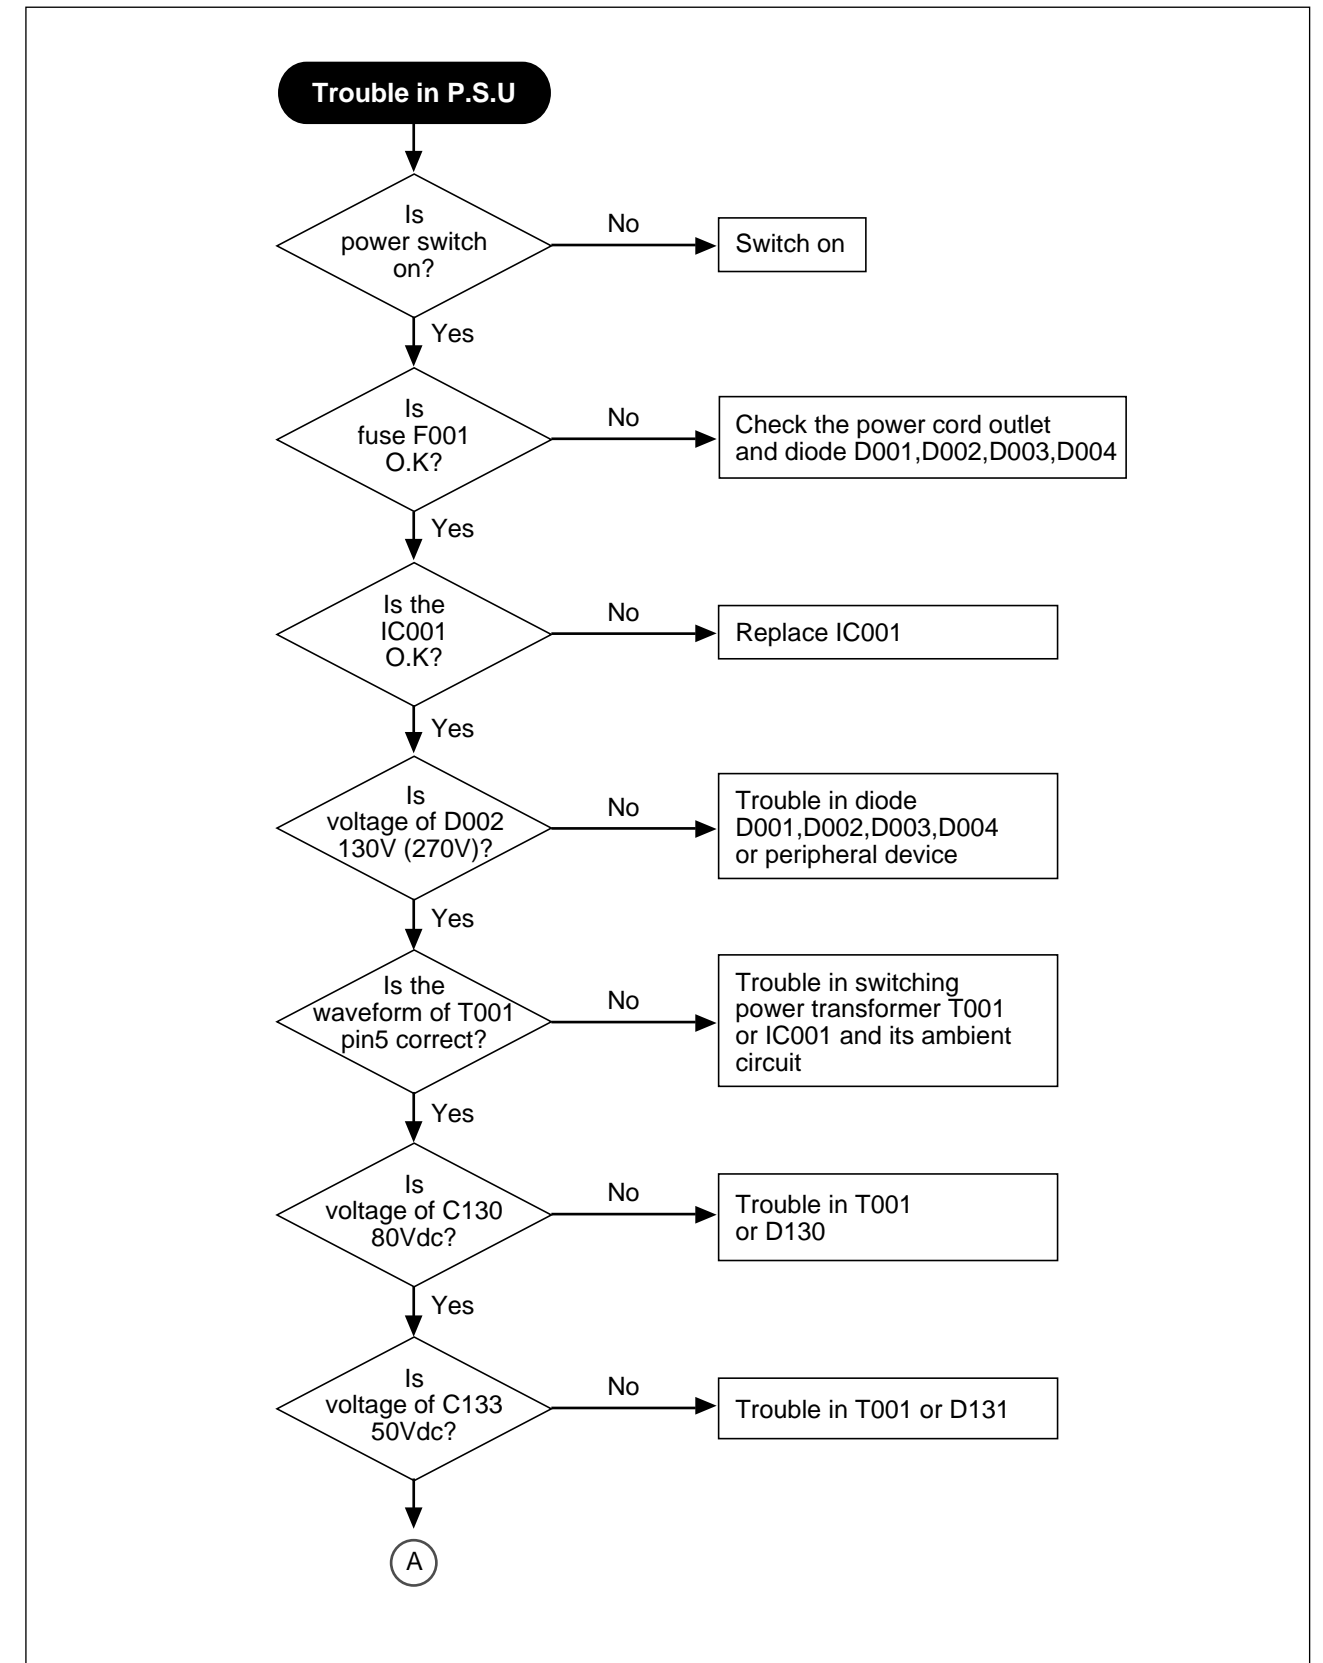 Trouble in P.S.U
Is
power switch
on?
No
Switch on
Yes
Is
fuse F001
O.K?
No
Check the power cord outlet
and diode D001,D002,D003,D004
Yes
Is the
IC001
O.K?
No
Replace IC001
Yes
Is
voltage of D002
130V (270V)?
No
Trouble in diode
D001,D002,D003,D004
or peripheral device
Yes
Is the
waveform of T001
pin5 correct?
No
Trouble in switching
power transformer T001
or IC001 and its ambient
circuit
Yes
Is
voltage of C130
80Vdc?
No
Trouble in T001
or D130
Yes
Is
voltage of C133
50Vdc?
No
Trouble in T001 or D131
A